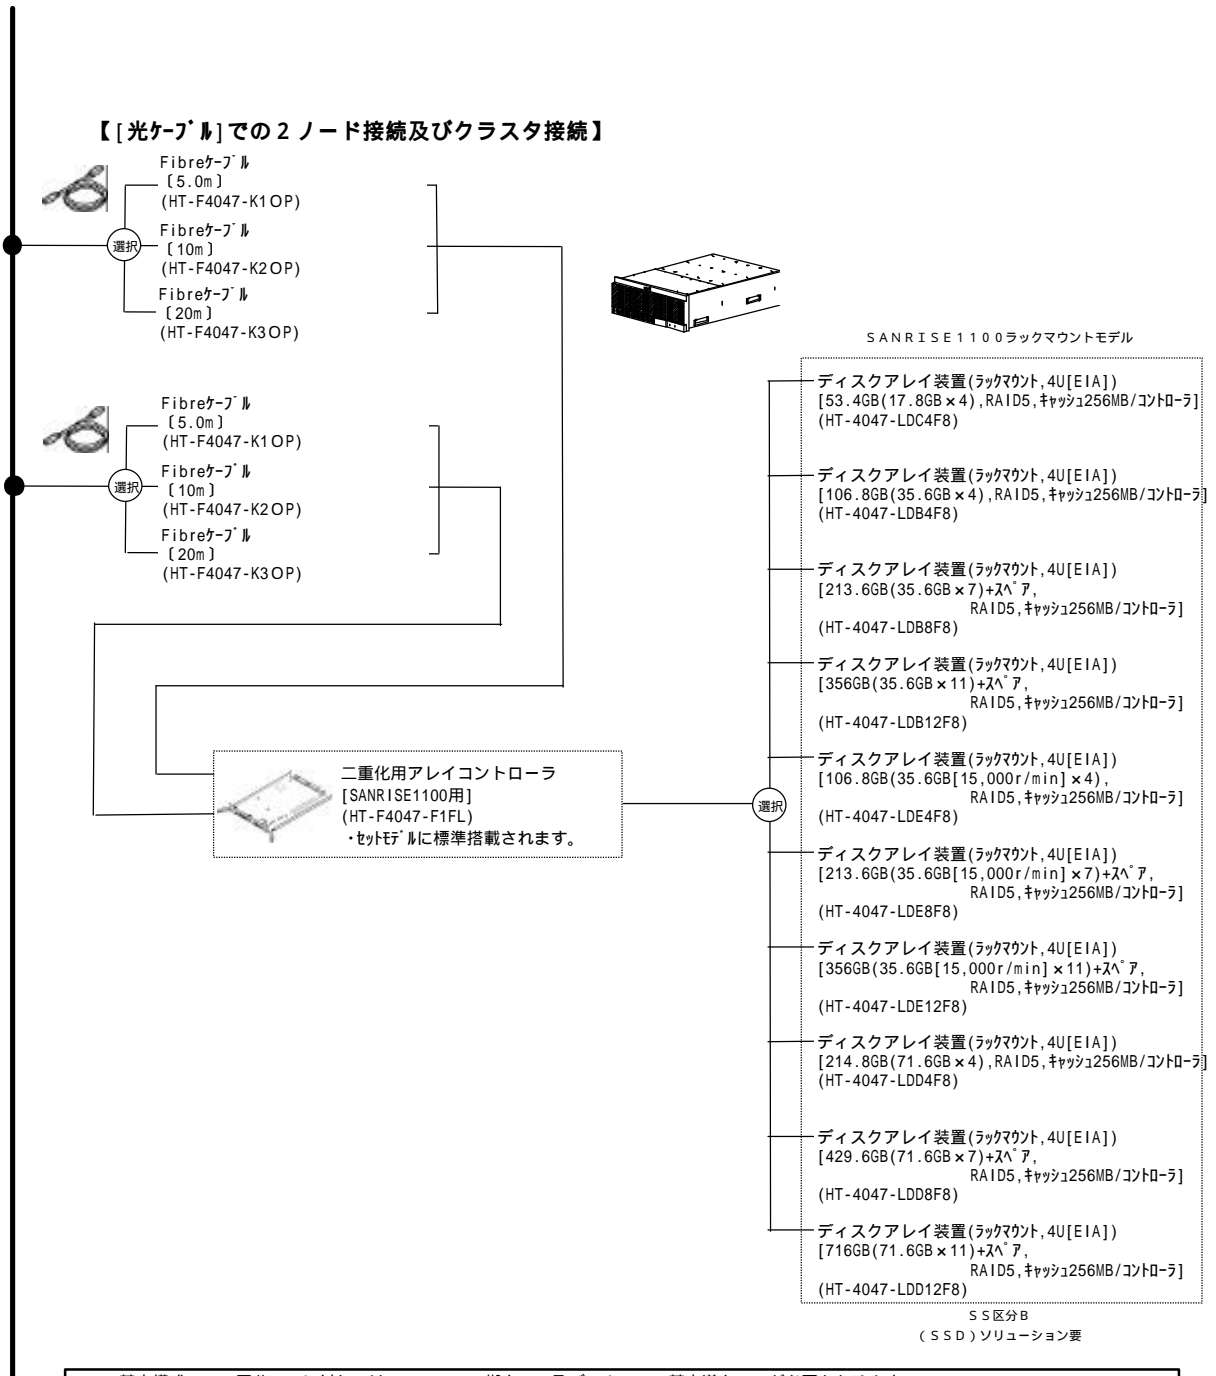 【[光ｹｰﾌﾞﾙ]での２ノード接続及びクラスタ接続】
Fibreｹｰﾌﾞﾙ
〔5.0m〕
(HT-F4047-K1OP)
選択
Fibreｹｰﾌﾞﾙ
〔10m〕
(HT-F4047-K2OP)
Fibreｹｰﾌﾞﾙ
〔20m〕
(HT-F4047-K3OP)
Fibreｹｰﾌﾞﾙ
〔5.0m〕
(HT-F4047-K1OP)
選択
Fibreｹｰﾌﾞﾙ
〔10m〕
(HT-F4047-K2OP)
Fibreｹｰﾌﾞﾙ
〔20m〕
(HT-F4047-K3OP)
二重化用アレイコントローラ
[SANRISE1100用]
(HT-F4047-F1FL)
・ｾｯﾄﾓﾃﾞﾙに標準搭載されます。
選択
ＳＡＮＲＩＳＥ１１００ラックマウントモデル
ディスクアレイ装置(ﾗｯｸﾏｳﾝﾄ,4U[EIA])
[53.4GB(17.8GB×4),RAID5,ｷｬｯｼｭ256MB/ｺﾝﾄﾛｰﾗ]
(HT-4047-LDC4F8)
ディスクアレイ装置(ﾗｯｸﾏｳﾝﾄ,4U[EIA])
[106.8GB(35.6GB×4),RAID5,ｷｬｯｼｭ256MB/ｺﾝﾄﾛｰﾗ]
(HT-4047-LDB4F8)
ディスクアレイ装置(ﾗｯｸﾏｳﾝﾄ,4U[EIA])
[213.6GB(35.6GB×7)+ｽﾍﾟｱ,
RAID5,ｷｬｯｼｭ256MB/ｺﾝﾄﾛｰﾗ]
(HT-4047-LDB8F8)
ディスクアレイ装置(ﾗｯｸﾏｳﾝﾄ,4U[EIA])
[356GB(35.6GB×11)+ｽﾍﾟｱ,
RAID5,ｷｬｯｼｭ256MB/ｺﾝﾄﾛｰﾗ]
(HT-4047-LDB12F8)
ディスクアレイ装置(ﾗｯｸﾏｳﾝﾄ,4U[EIA])
[106.8GB(35.6GB[15,000r/min]×4),
RAID5,ｷｬｯｼｭ256MB/ｺﾝﾄﾛｰﾗ]
(HT-4047-LDE4F8)
ディスクアレイ装置(ﾗｯｸﾏｳﾝﾄ,4U[EIA])
[213.6GB(35.6GB[15,000r/min]×7)+ｽﾍﾟｱ,
RAID5,ｷｬｯｼｭ256MB/ｺﾝﾄﾛｰﾗ]
(HT-4047-LDE8F8)
ディスクアレイ装置(ﾗｯｸﾏｳﾝﾄ,4U[EIA])
[356GB(35.6GB[15,000r/min]×11)+ｽﾍﾟｱ,
RAID5,ｷｬｯｼｭ256MB/ｺﾝﾄﾛｰﾗ]
(HT-4047-LDE12F8)
ディスクアレイ装置(ﾗｯｸﾏｳﾝﾄ,4U[EIA])
[214.8GB(71.6GB×4),RAID5,ｷｬｯｼｭ256MB/ｺﾝﾄﾛｰﾗ]
(HT-4047-LDD4F8)
ディスクアレイ装置(ﾗｯｸﾏｳﾝﾄ,4U[EIA])
[429.6GB(71.6GB×7)+ｽﾍﾟｱ,
RAID5,ｷｬｯｼｭ256MB/ｺﾝﾄﾛｰﾗ]
(HT-4047-LDD8F8)
ディスクアレイ装置(ﾗｯｸﾏｳﾝﾄ,4U[EIA])
[716GB(71.6GB×11)+ｽﾍﾟｱ,
RAID5,ｷｬｯｼｭ256MB/ｺﾝﾄﾛｰﾗ]
(HT-4047-LDD12F8)
ＳＳ区分Ｂ
（ＳＳＤ）ソリューション要